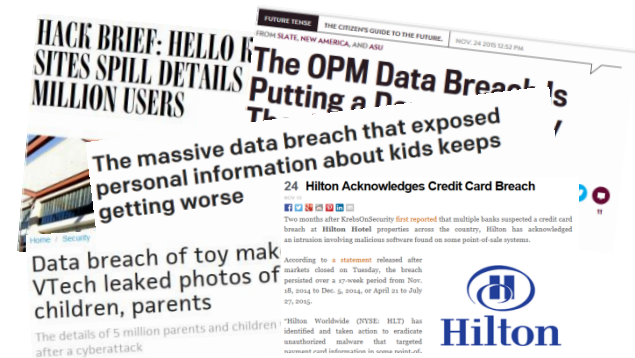 HACK BRIEF: HELLO K
SITES SPILL DETAILS
MILLION USERS
FUTURE TENSE
THE CITIZEN'S GUIDE TO THE FUTURE.
NOV. 24 2015 12:52 PM
FROM SLATE, NEW AMERICA, AND ASU
The OPM Data Breach Is
Putting a
The massive data breach that exposed
personal information about kids keeps
getting worse
Home / Security
Data breach of toy mak
VTech leaked photos of
children, parents
The details of 5 million parents and children
after a cyberattack
24 Hilton Acknowledges Credit Card Breach
Two months after KrebsOnSecurity first reported that multiple banks suspected a credit card
breach at Hilton Hotel properties across the country, Hilton has acknowledged
an intrusion involving malicious software found on some point-of-sale systems.
According to a statement released after
markets closed on Tuesday, the breach
persisted over a 17-week period from Nov.
18, 2014 to Dec. 5, 2014, or April 21 to July
27, 2015.
"Hilton Worldwide (NYSE: HLT) has
identified and taken action to eradicate
unauthorized malware that targeted
payment card information in some point-of-
Hilton